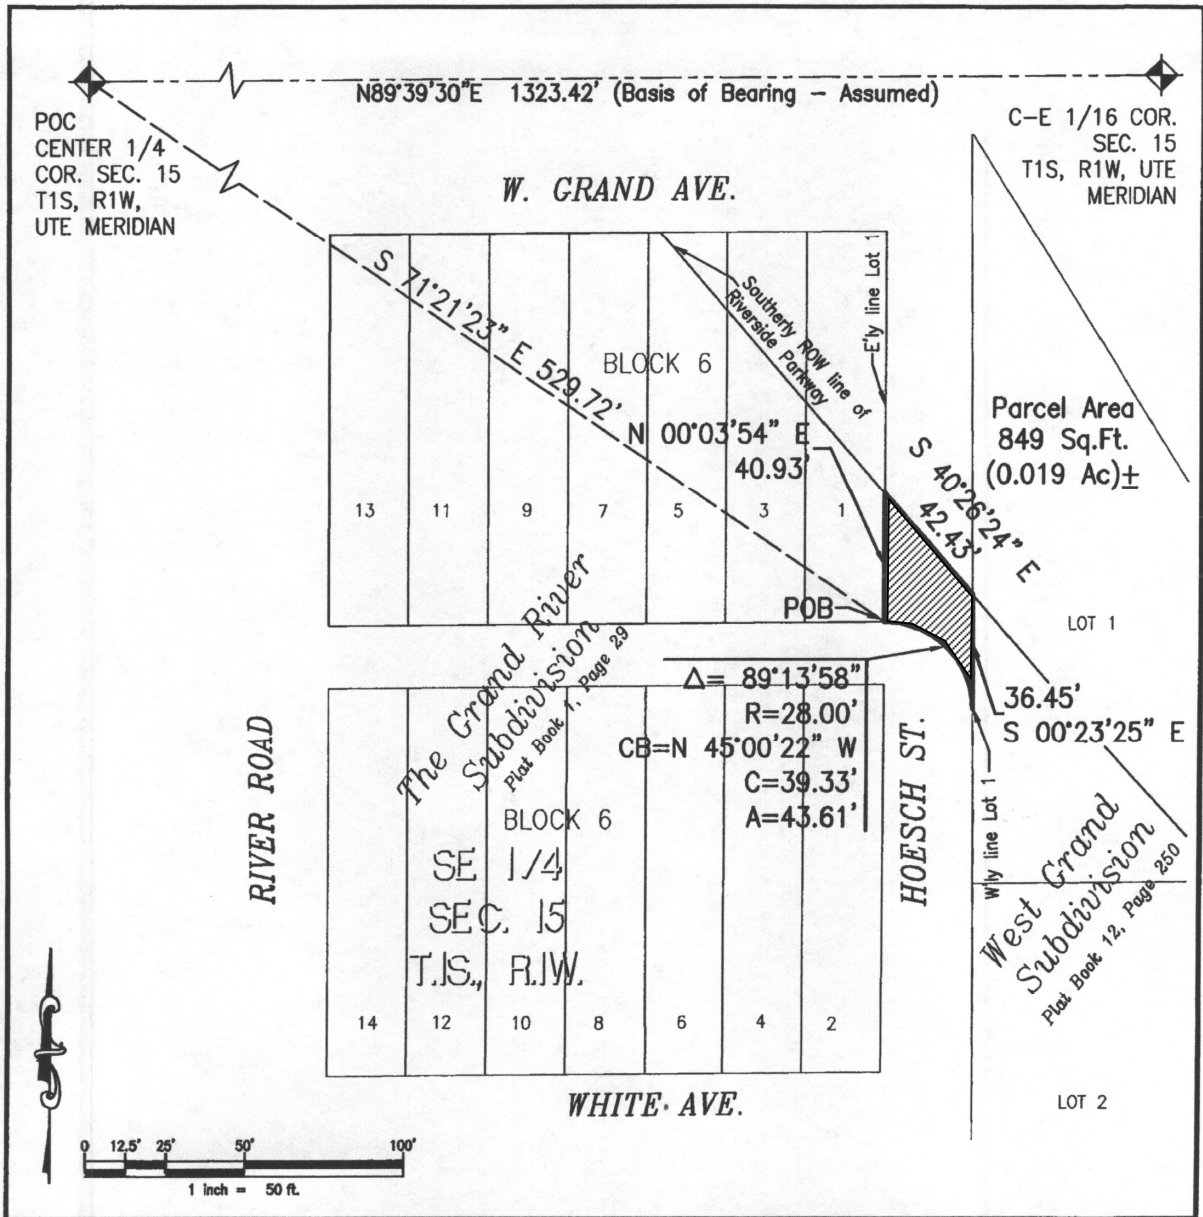 N89°39'30"E 1323.42' (Basis of Bearing - Assumed)
POC
CENTER 1/4
COR. SEC. 15
T1S, R1W,
UTE MERIDIAN
C-E 1/16 COR.
SEC. 15
T1S, R1W, UTE
MERIDIAN
W. GRAND AVE.
S 71°21'23" E 529.72'
Southerly ROW line of
Riverside Parkway
E'ly line Lot 1
BLOCK 6
N 00°03'54" E
40.93'
Parcel Area
849 Sq.Ft.
(0.019 Ac)±
S 40°26'24" E
42.43'
13 11 9 7 5 3 1
POB
LOT 1
The Grand River
Subdivision
Plat Book 1, Page 29
Δ= 89°13'58"
R=28.00'
CB=N 45°00'22" W
C=39.33'
A=43.61'
36.45'
S 00°23'25" E
RIVER ROAD
HOESCH ST.
W'ly line Lot 1
BLOCK 6
SE 1/4
SEC. 15
T.1S., R.1W.
West Grand
Subdivision
Plat Book 12, Page 250
14 12 10 8 6 4 2
WHITE AVE.
LOT 2
0 12.5' 25' 50' 100'
1 inch = 50 ft.